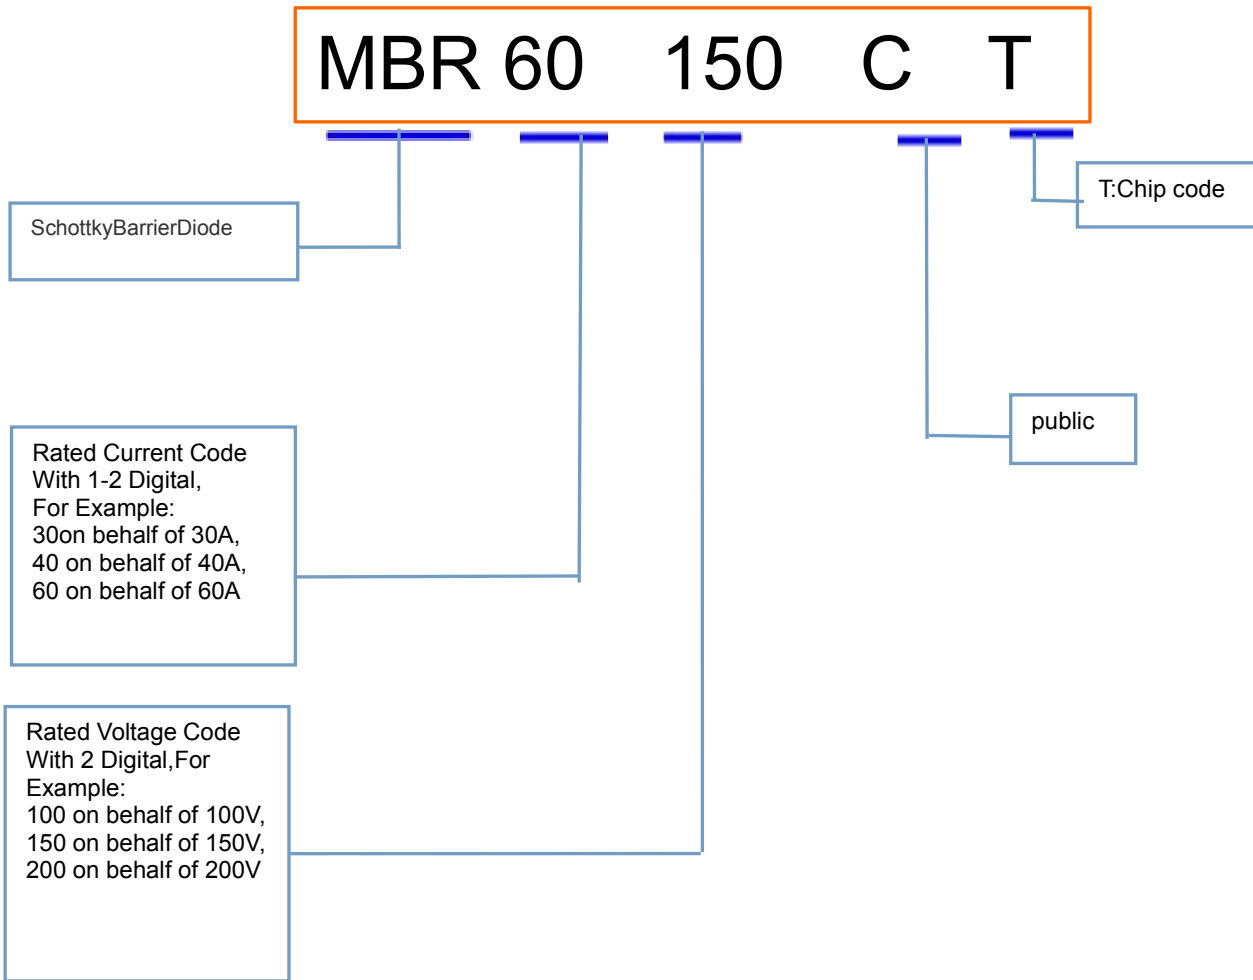 MBR 60 150 C T
T:Chip code
SchottkyBarrierDiode
public
Rated Current Code
With 1-2 Digital,
For Example:
30on behalf of 30A,
40 on behalf of 40A,
60 on behalf of 60A
Rated Voltage Code
With 2 Digital,For
Example:
100 on behalf of 100V,
150 on behalf of 150V,
200 on behalf of 200V